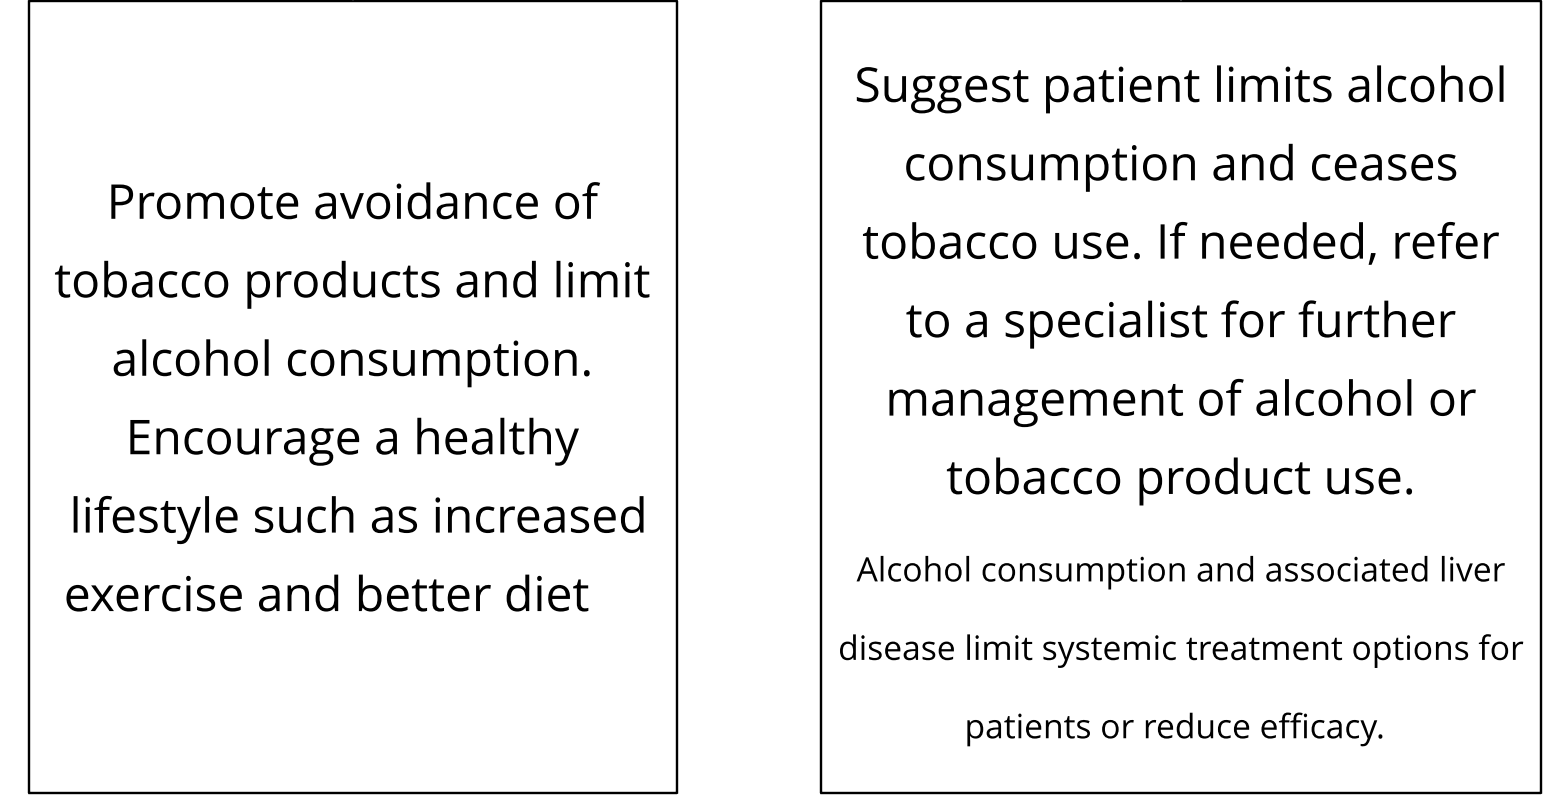 Promote avoidance of
tobacco products and limit
alcohol consumption.
Encourage a healthy
lifestyle such as increased
exercise and better diet
Suggest patient limits alcohol
consumption and ceases
tobacco use. If needed, refer
to a specialist for further
management of alcohol or
tobacco product use.
Alcohol consumption and associated liver
disease limit systemic treatment options for
patients or reduce efficacy.